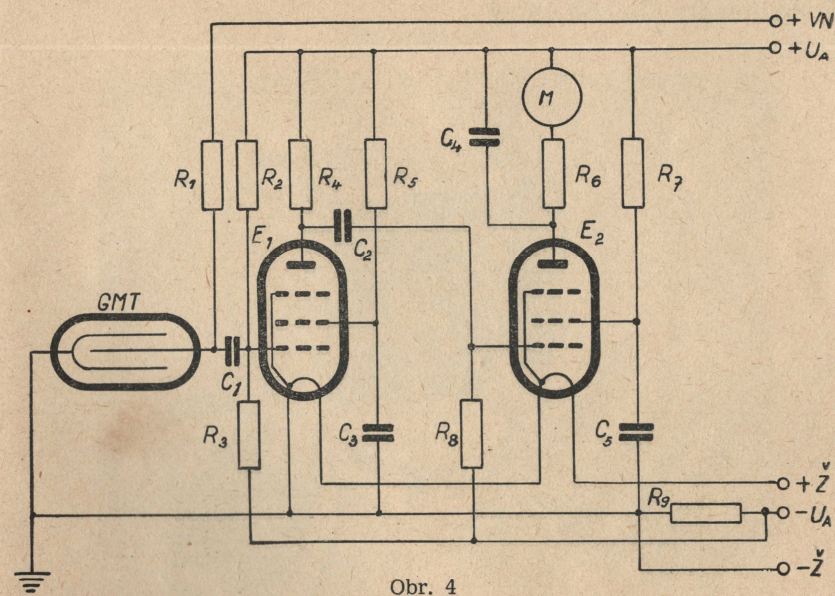 + VN
+ U_A
M
C₄
R₁
R₂
R₄
R₅
R₆
R₇
E₁
C₂
E₂
GMT
C₁
R₃
C₃
R₈
C₅
+ Ž
R₉
- U_A
- Ž
Obr. 4